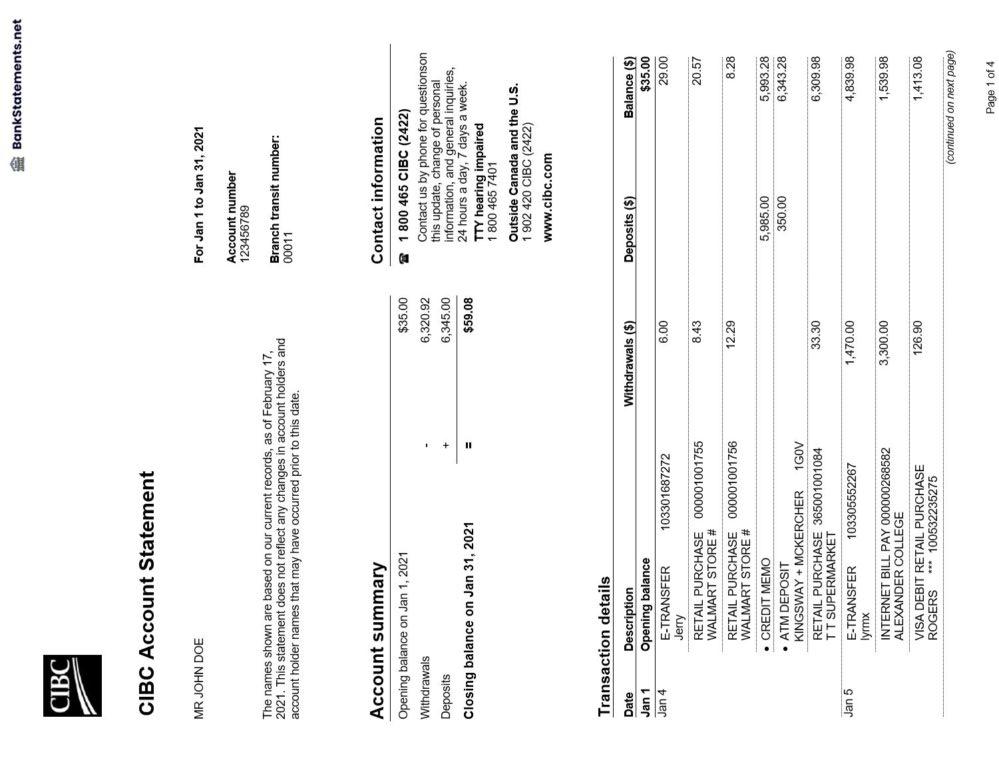 BankStatements.net
CIBC
CIBC Account Statement
MR JOHN DOE
For Jan 1 to Jan 31, 2021
Account number
123456789
Branch transit number:
00011
The names shown are based on our current records, as of February 17,
2021. This statement does not reflect any changes in account holders and
account holder names that may have occurred prior to this date.
Account summary
Opening balance on Jan 1, 2021 $35.00
Withdrawals - 6,320.92
Deposits + 6,345.00
Closing balance on Jan 31, 2021 = $59.08
Contact information
☎ 1 800 465 CIBC (2422)
Contact us by phone for questionson
this update, change of personal
information, and general inquiries,
24 hours a day, 7 days a week.
TTY hearing impaired
1 800 465 7401
Outside Canada and the U.S.
1 902 420 CIBC (2422)
www.cibc.com
Transaction details
Date Description Withdrawals ($) Deposits ($) Balance ($)
Jan 1 Opening balance $35.00
Jan 4 E-TRANSFER 103301687272 6.00 29.00
Jerry
RETAIL PURCHASE 000001001755 8.43 20.57
WALMART STORE #
RETAIL PURCHASE 000001001756 12.29 8.28
WALMART STORE #
• CREDIT MEMO 5,985.00 5,993.28
• ATM DEPOSIT 350.00 6,343.28
KINGSWAY + MCKERCHER 1G0V
RETAIL PURCHASE 365001001084 33.30 6,309.98
T T SUPERMARKET
Jan 5 E-TRANSFER 103305552267 1,470.00 4,839.98
lymx
INTERNET BILL PAY 000000268582 3,300.00 1,539.98
ALEXANDER COLLEGE
VISA DEBIT RETAIL PURCHASE 126.90 1,413.08
ROGERS *** 100532235275
(continued on next page)
Page 1 of 4